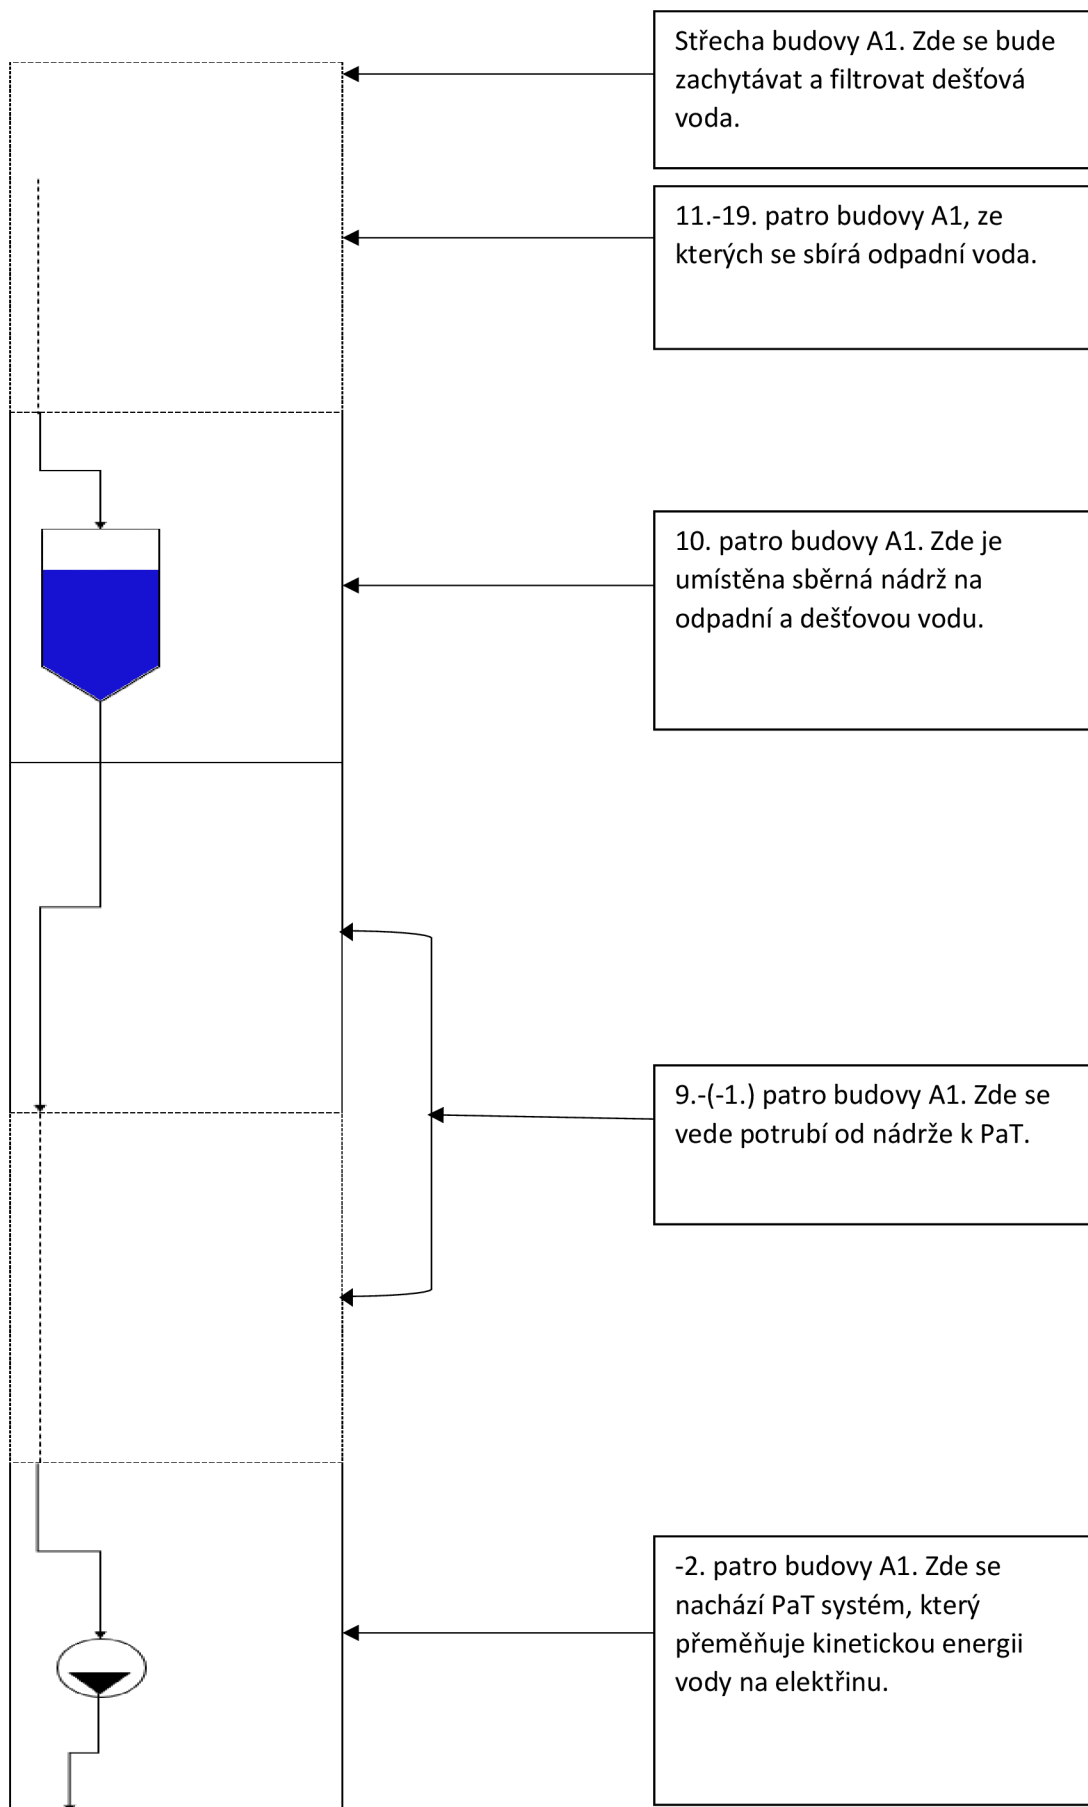 Střecha budovy A1. Zde se bude
zachytávat a filtrovat dešťová
voda.
11.-19. patro budovy A1, ze
kterých se sbírá odpadní voda.
10. patro budovy A1. Zde je
umístěna sběrná nádrž na
odpadní a dešťovou vodu.
9.-(-1.) patro budovy A1. Zde se
vede potrubí od nádrže k PaT.
-2. patro budovy A1. Zde se
nachází PaT systém, který
přeměňuje kinetickou energii
vody na elektřinu.